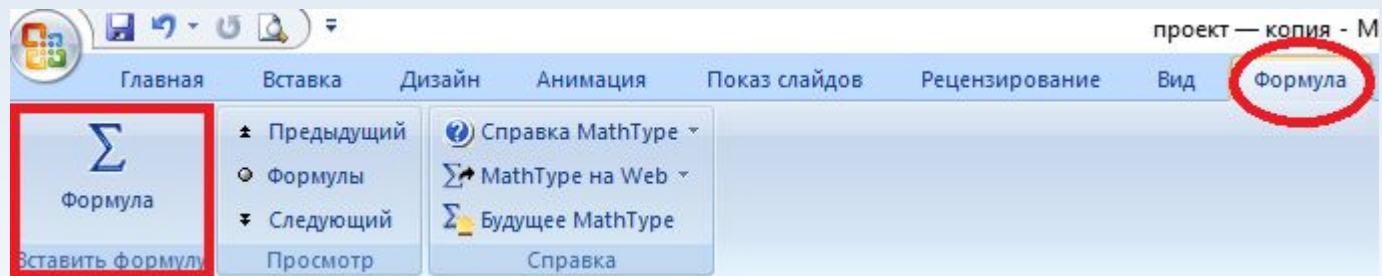 проект — копия - M
Главная Вставка Дизайн Анимация Показ слайдов Рецензирование Вид Формула
Σ
Формула
Вставить формулу
Предыдущий
Формулы
Следующий
Просмотр
Справка MathType
MathType на Web
Будущее MathType
Справка